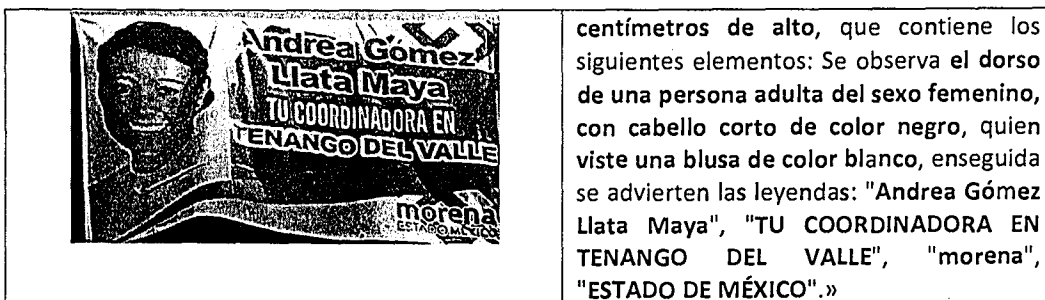 Andrea Gómez
Llata Maya
TU COORDINADORA EN
TENANGO DEL VALLE
morena
ESTADO MÉXICO
centímetros de alto, que contiene los
siguientes elementos: Se observa el dorso
de una persona adulta del sexo femenino,
con cabello corto de color negro, quien
viste una blusa de color blanco, enseguida
se advierten las leyendas: "Andrea Gómez
Llata Maya", "TU COORDINADORA EN
TENANGO DEL VALLE", "morena",
"ESTADO DE MÉXICO".»